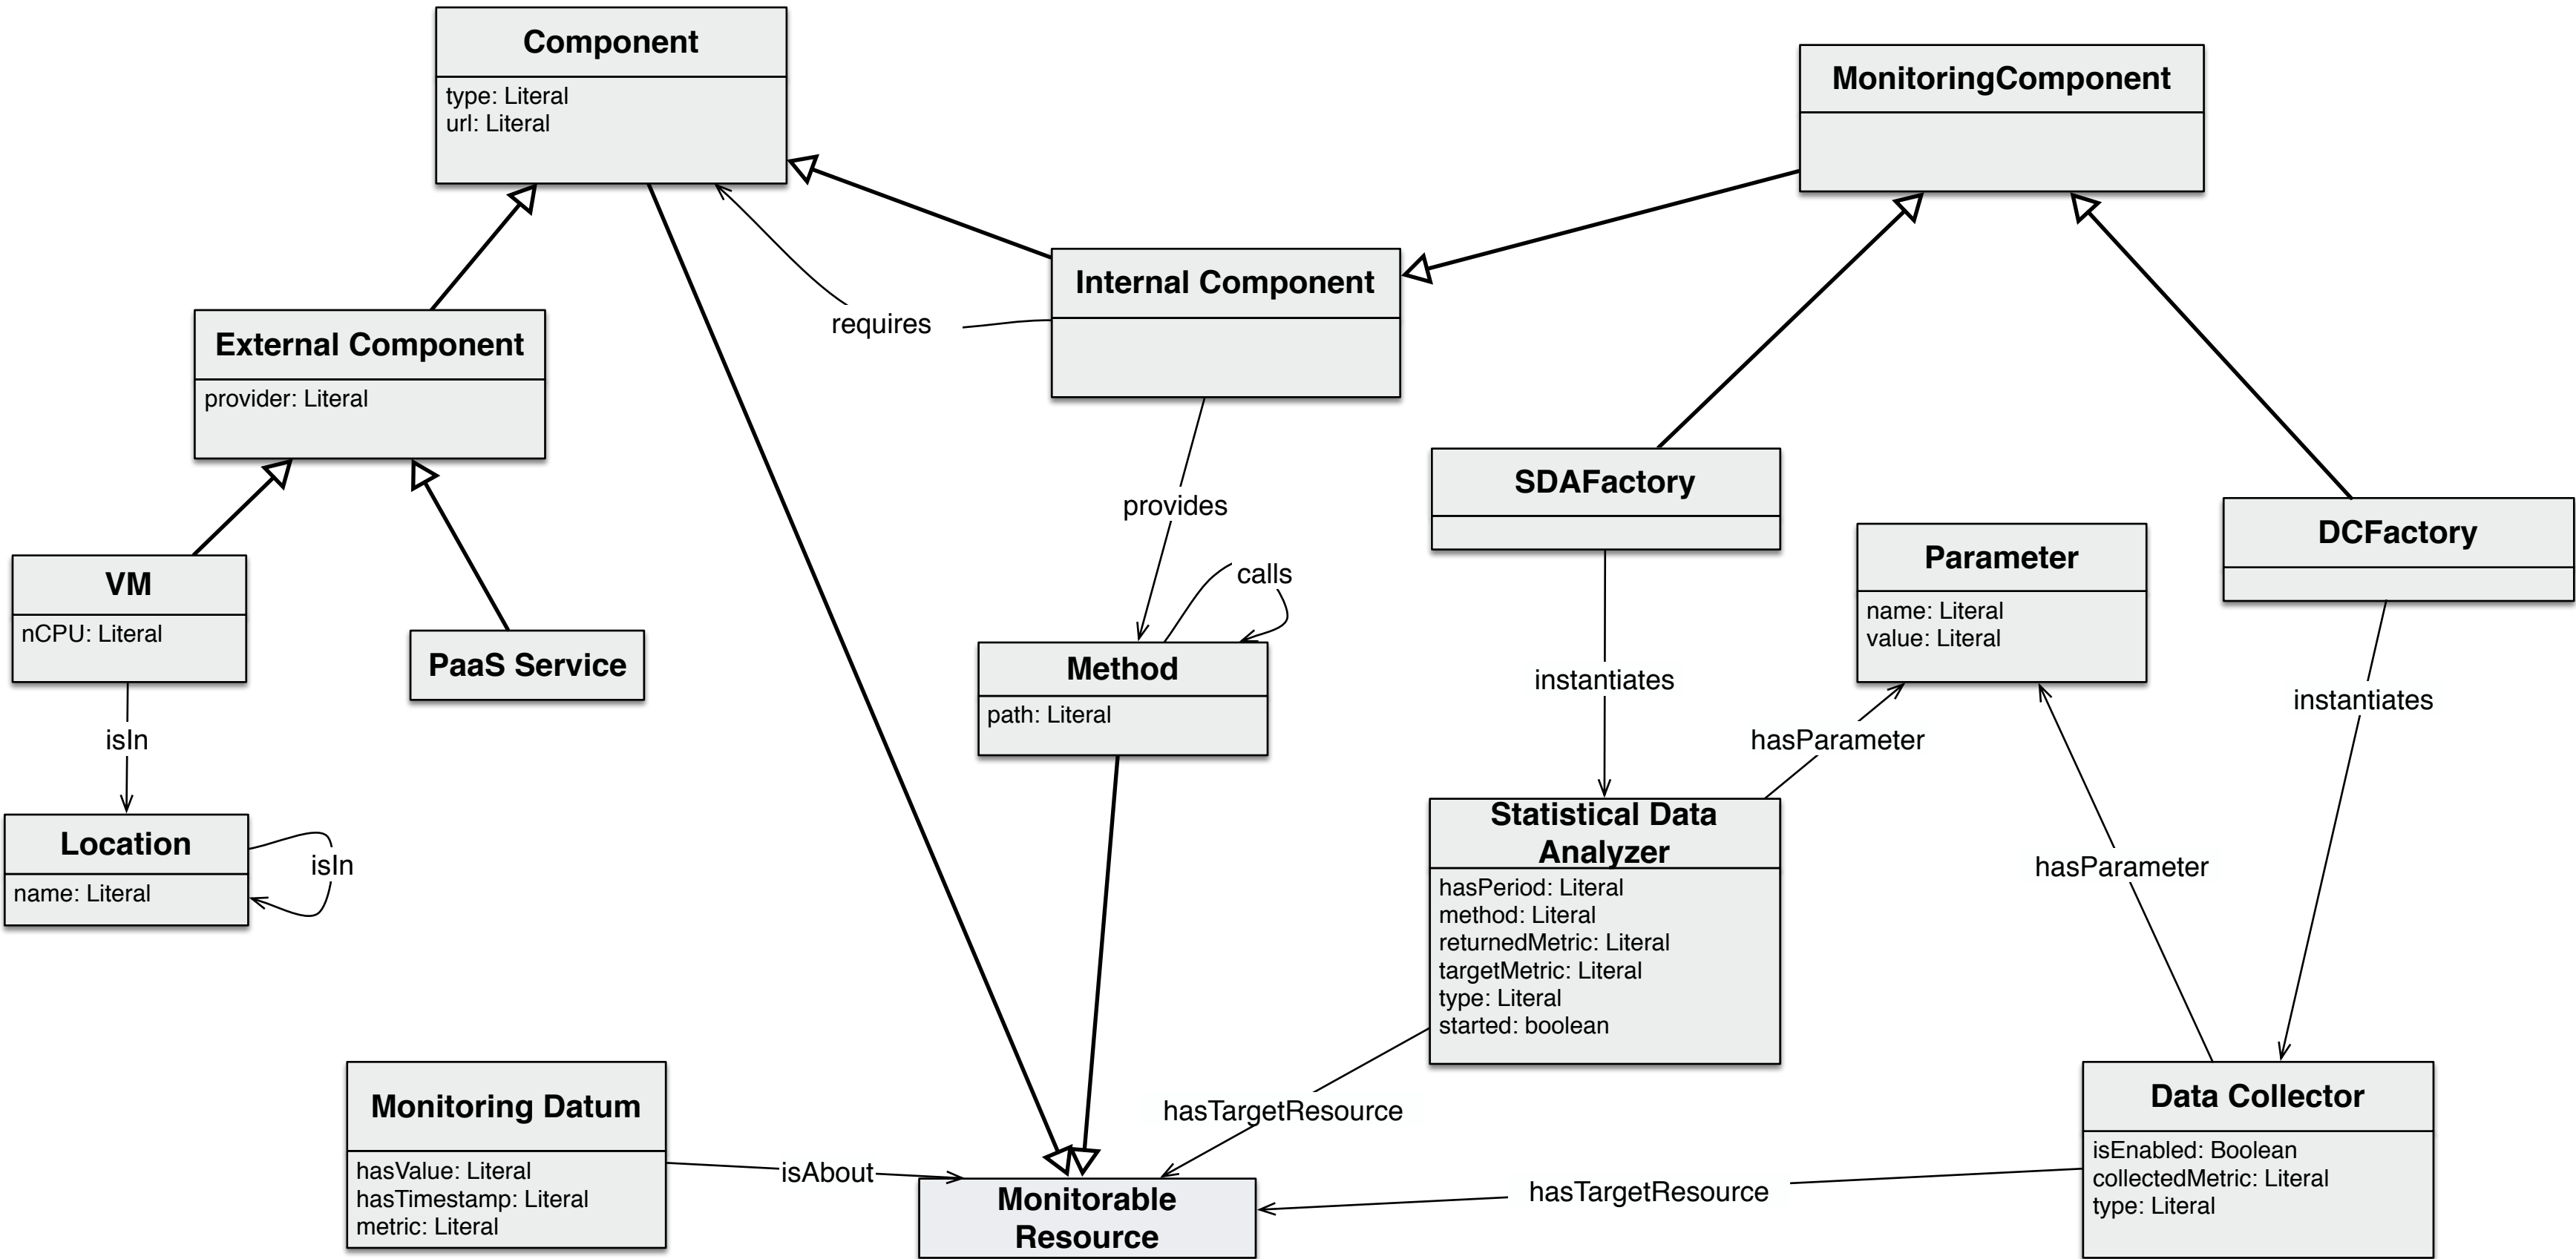 Component
type: Literal
url: Literal
MonitoringComponent
Internal Component
requires
External Component
provider: Literal
provides
SDAFactory
DCFactory
Parameter
name: Literal
value: Literal
VM
nCPU: Literal
PaaS Service
calls
Method
path: Literal
instantiates
instantiates
isIn
hasParameter
Location
name: Literal
isIn
Statistical Data
Analyzer
hasPeriod: Literal
method: Literal
returnedMetric: Literal
targetMetric: Literal
type: Literal
started: boolean
hasParameter
Monitoring Datum
hasValue: Literal
hasTimestamp: Literal
metric: Literal
isAbout
hasTargetResource
Monitorable
Resource
hasTargetResource
Data Collector
isEnabled: Boolean
collectedMetric: Literal
type: Literal